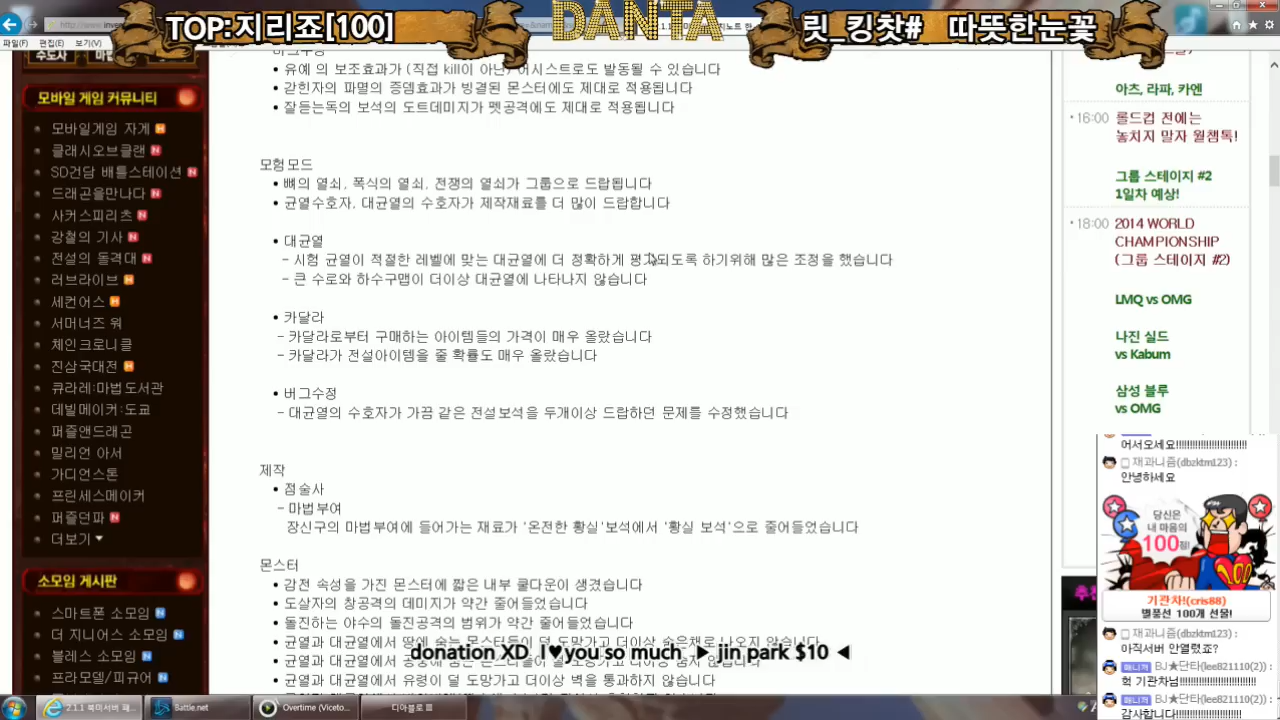 TOP:지리죠[100]
DANTA
릿_킹찻# 따뜻한눈꽃
파일(F) 편집(E) 보기(V)
수도사
모바일 게임 커뮤니티
모바일게임 자게
클래시오브클랜
SD건담 배틀스테이션
드래곤을만나다
사커스피리츠
강철의 기사
전설의 돌격대
러브라이브
세컨어스
서머너즈 워
체인크로니클
진삼국대전
큐라레:마법도서관
데빌메이커:도쿄
퍼즐앤드래곤
밀리언 아서
가디언스톤
프린세스메이커
퍼즐던파
더보기
소모임 게시판
스마트폰 소모임
더 지니어스 소모임
블레스 소모임
프라모델/피규어
버그수정
• 유예 의 보조효과가 (직접 kill이 아닌) 어시스트로도 발동될 수 있습니다
• 갇힌자의 파멸의 증뎀효과가 빙결된 몬스터에도 제대로 적용됩니다
• 잘듣는독의 보석의 도트데미지가 펫공격에도 제대로 적용됩니다
모험모드
• 뼈의 열쇠, 폭식의 열쇠, 전쟁의 열쇠가 그룹으로 드랍됩니다
• 균열수호자, 대균열의 수호자가 제작재료를 더 많이 드랍합니다
• 대균열
- 시험 균열이 적절한 레벨에 맞는 대균열에 더 정확하게 평가되도록 하기위해 많은 조정을 했습니다
- 큰 수로와 하수구맵이 더이상 대균열에 나타나지 않습니다
• 카달라
- 카달라로부터 구매하는 아이템들의 가격이 매우 올랐습니다
- 카달라가 전설아이템을 줄 확률도 매우 올랐습니다
• 버그수정
- 대균열의 수호자가 가끔 같은 전설보석을 두개이상 드랍하던 문제를 수정했습니다
제작
• 점술사
- 마법부여
장신구의 마법부여에 들어가는 재료가 '온전한 황실'보석에서 '황실 보석'으로 줄어들었습니다
몬스터
• 감전 속성을 가진 몬스터에 짧은 내부 쿨다운이 생겼습니다
• 도살자의 창공격의 데미지가 약간 줄어들었습니다
• 돌진하는 야수의 돌진공격의 범위가 약간 줄어들었습니다
• 균열과 대균열에서
• 균열과 대균열에서
• 균열과 대균열에서 유령이 덜 도망가고 더이상 벽을 통과하지 않습니다
donation XD I♥you so much ▶ jin park $10 ◀
아츠, 라파, 카엔
• 16:00 롤드컵 전에는
놓치지 말자 월챔톡!
그룹 스테이지 #2
1일차 예상!
• 18:00 2014 WORLD
CHAMPIONSHIP
(그룹 스테이지 #2)
LMQ vs OMG
나진 실드
vs Kabum
삼성 블루
vs OMG
어서오세요!!!!!!!!!!!!!!!!!!!!!!!!!
재과니즘(dbzktm123) :
안녕하세요
당신은
내 마음의
100점!
기관차!(cris88)
별풍선 100개 선물!
재과니즘(dbzktm123) :
아직서버 안열렸죠?
매니저 BJ★단타(lee821110(2)) :
헉 기관차님!!!!!!!!!!!!!!!!!!!!!!!!!!!!!
매니저 BJ★단타(lee821110(2)) :
감사합니다!!!!!!!!!!!!!!!!!!!!!!!
2.1.1 북미서버 패...
Battle.net
Overtime (Viceto...
디아블로 III